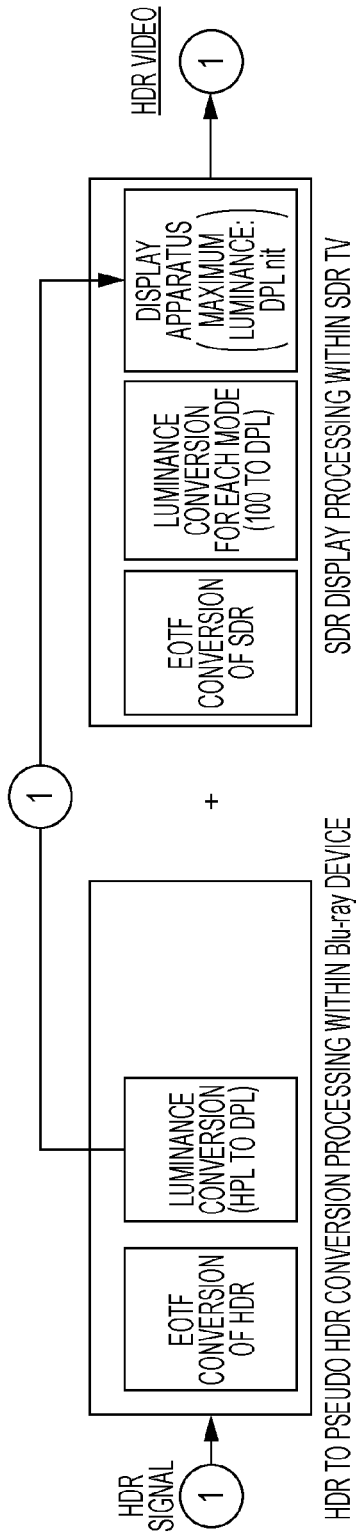 HDR
SIGNAL
1
EOTF
CONVERSION
OF HDR
LUMINANCE
CONVERSION
(HPL TO DPL)
HDR TO PSEUDO HDR CONVERSION PROCESSING WITHIN Blu-ray DEVICE
1
+
EOTF
CONVERSION
OF SDR
LUMINANCE
CONVERSION
FOR EACH MODE
(100 TO DPL)
DISPLAY
APPARATUS
(MAXIMUM
LUMINANCE:
DPL nit)
SDR DISPLAY PROCESSING WITHIN SDR TV
HDR VIDEO
1